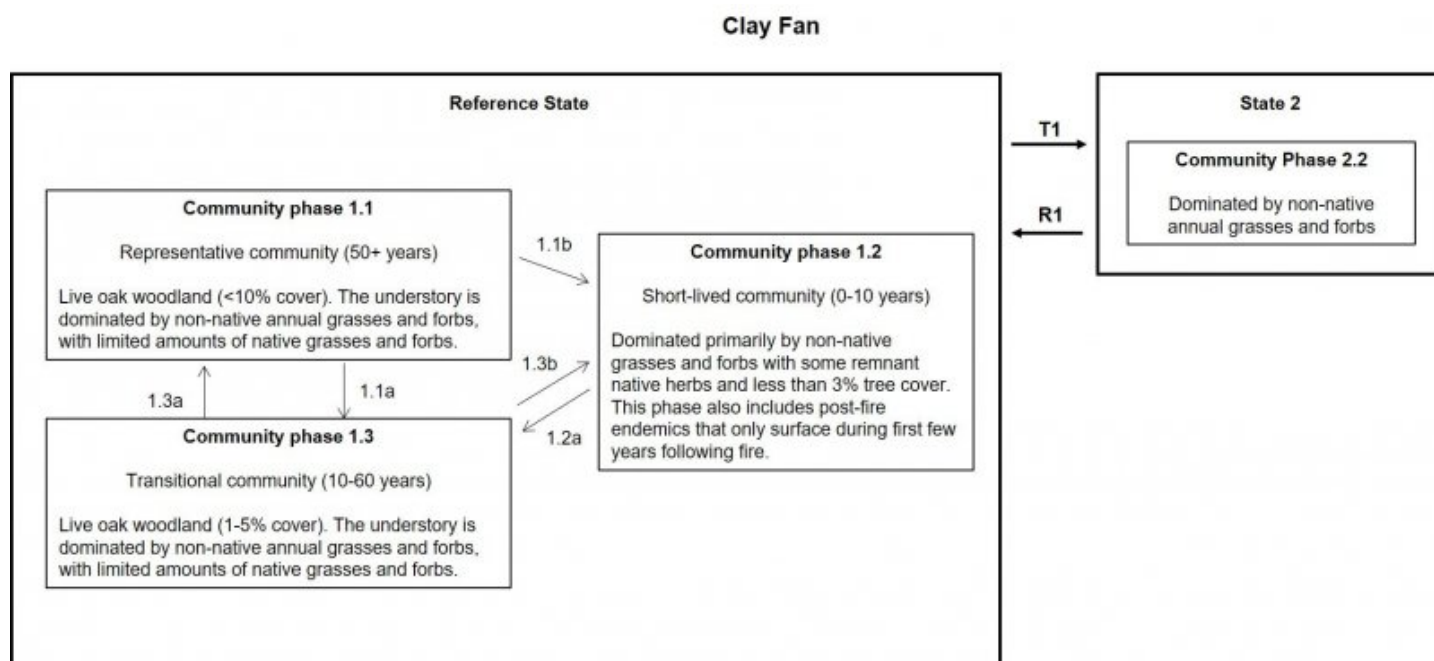 Clay Fan
Reference State
Community phase 1.1
Representative community (50+ years)
Live oak woodland (<10% cover). The understory is
dominated by non-native annual grasses and forbs,
with limited amounts of native grasses and forbs.
1.1b
1.3a
1.1a
Community phase 1.3
Transitional community (10-60 years)
Live oak woodland (1-5% cover). The understory is
dominated by non-native annual grasses and forbs,
with limited amounts of native grasses and forbs.
1.3b
1.2a
Community phase 1.2
Short-lived community (0-10 years)
Dominated primarily by non-native
grasses and forbs with some remnant
native herbs and less than 3% tree cover.
This phase also includes post-fire
endemics that only surface during first few
years following fire.
T1
R1
State 2
Community Phase 2.2
Dominated by non-native
annual grasses and forbs